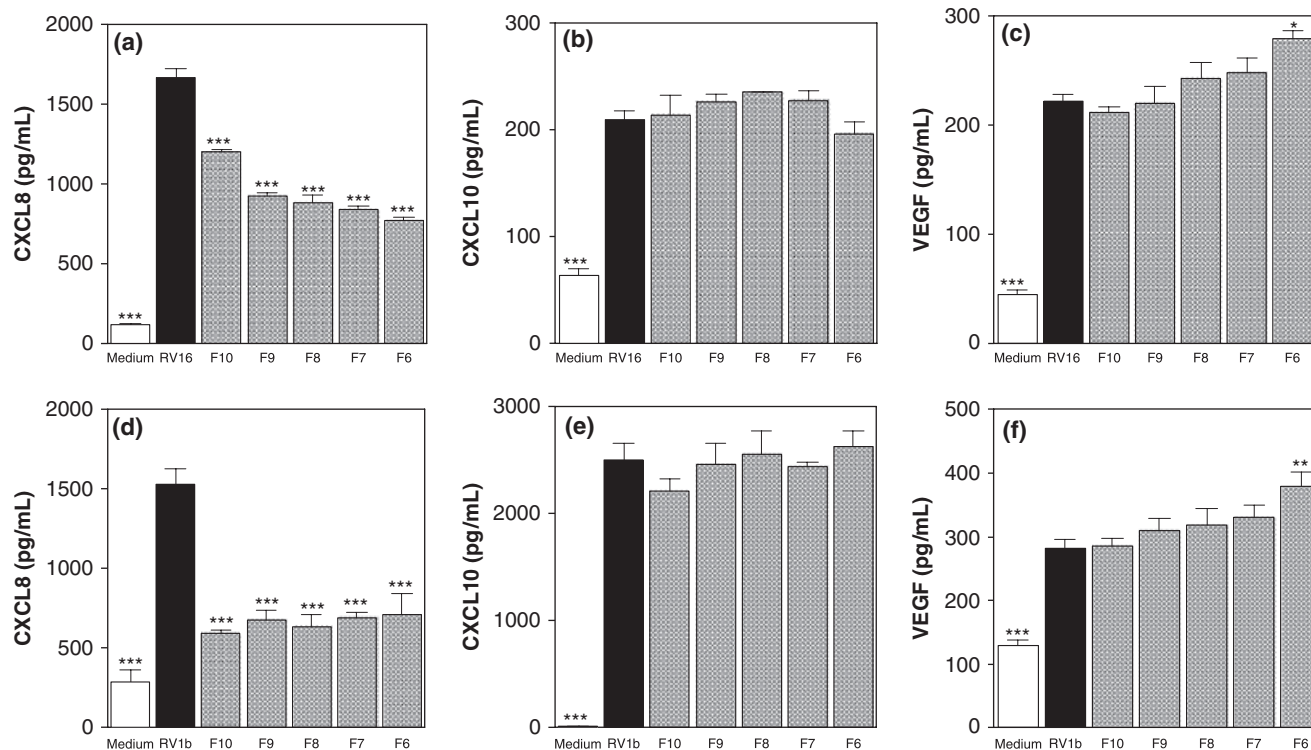 (a)
CXCL8 (pg/mL)
2000
1500
1000
500
0
***
***
***
***
***
***
Medium RV16 F10 F9 F8 F7 F6
(b)
CXCL10 (pg/mL)
300
200
100
0
***
Medium RV16 F10 F9 F8 F7 F6
(c)
VEGF (pg/mL)
300
200
100
0
***
*
Medium RV16 F10 F9 F8 F7 F6
(d)
CXCL8 (pg/mL)
2000
1500
1000
500
0
***
***
***
***
***
***
Medium RV1b F10 F9 F8 F7 F6
(e)
CXCL10 (pg/mL)
3000
2000
1000
0
***
Medium RV1b F10 F9 F8 F7 F6
(f)
VEGF (pg/mL)
500
400
300
200
100
0
***
**
Medium RV1b F10 F9 F8 F7 F6